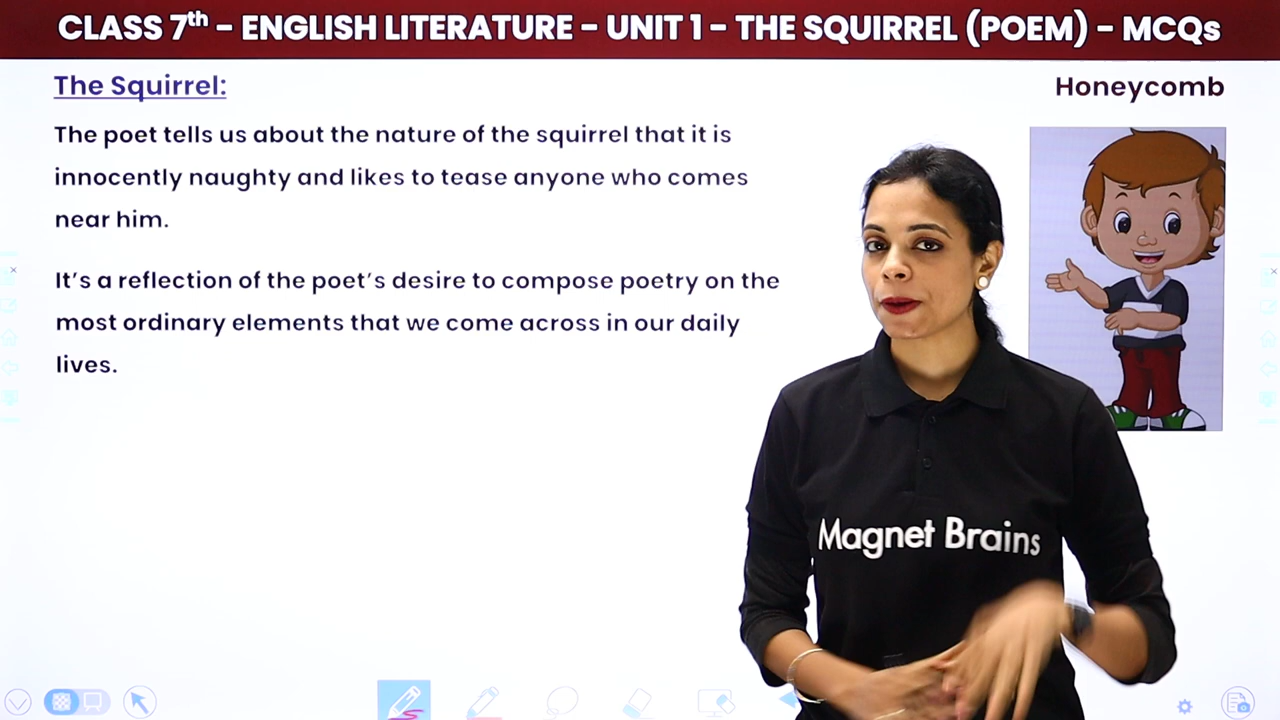 CLASS 7th – ENGLISH LITERATURE – UNIT 1 – THE SQUIRREL (POEM) – MCQs
The Squirrel:
Honeycomb
The poet tells us about the nature of the squirrel that it is
innocently naughty and likes to tease anyone who comes
near him.
It's a reflection of the poet's desire to compose poetry on the
most ordinary elements that we come across in our daily
lives.
Magnet Brains